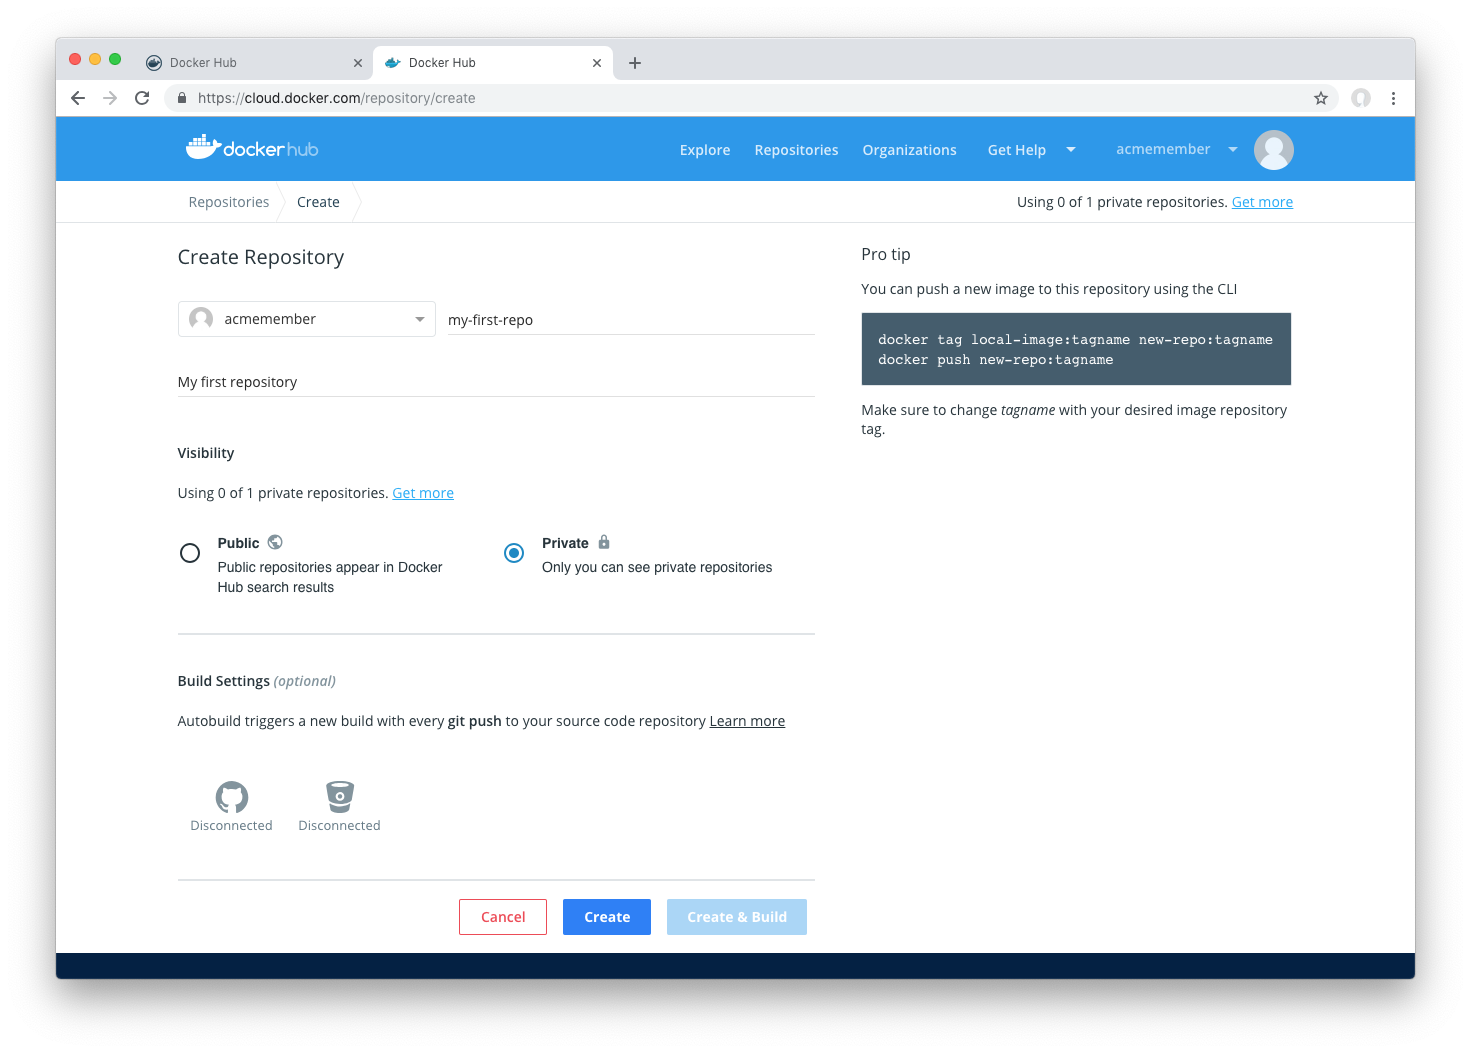 Docker Hub
Docker Hub
https://cloud.docker.com/repository/create
dockerhub
Explore Repositories Organizations Get Help acmemember
Repositories Create
Using 0 of 1 private repositories. Get more
Create Repository
acmemember
my-first-repo
My first repository
Visibility
Using 0 of 1 private repositories. Get more
Public
Public repositories appear in Docker
Hub search results
Private
Only you can see private repositories
Build Settings (optional)
Autobuild triggers a new build with every git push to your source code repository Learn more
Disconnected
Disconnected
Cancel
Create
Create & Build
Pro tip
You can push a new image to this repository using the CLI
docker tag local-image:tagname new-repo:tagname
docker push new-repo:tagname
Make sure to change tagname with your desired image repository
tag.